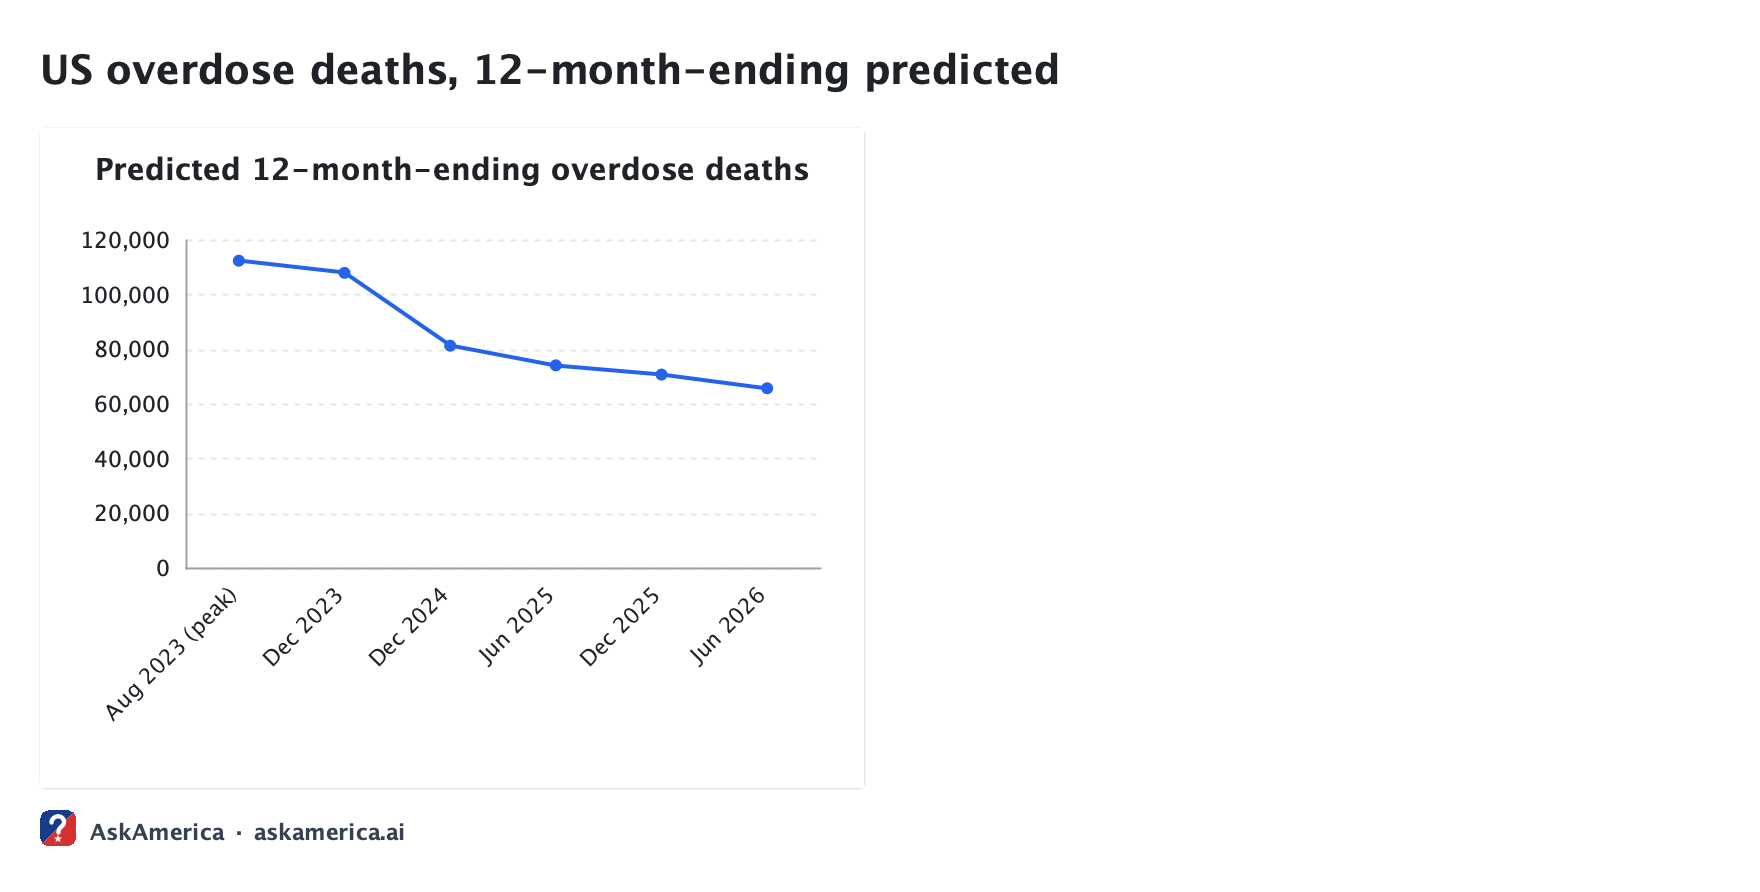 US overdose deaths, 12-month-ending predicted
Predicted 12-month-ending overdose deaths
120,000
100,000
80,000
60,000
40,000
20,000
0
Aug 2023 (peak)
Dec 2023
Dec 2024
Jun 2025
Dec 2025
Jun 2026
AskAmerica · askamerica.ai